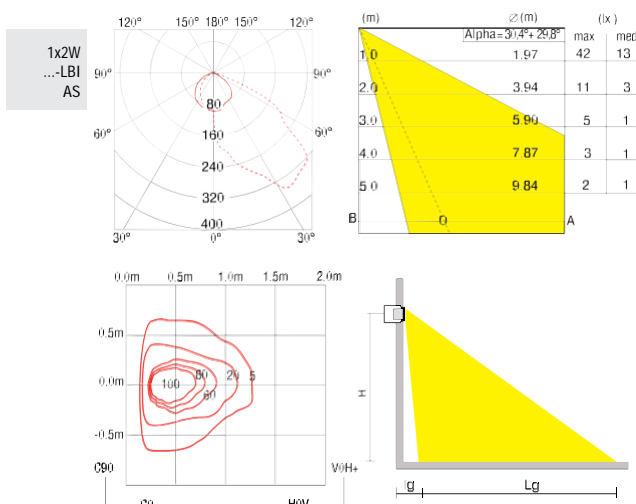 1x2W
...-LBI
AS
120° 150° 180° 150° 120°
90° 90°
80
60° 160 60°
240
320
400
30° 0° 30°
(m) ∅(m) (lx)
Alpha=30,4°+29,8° max med
1.0 1.97 42 13
2.0 3.94 11 3
3.0 5.90 5 1
4.0 7.87 3 1
5.0 9.84 2 1
B D A
0.0m 0.5m 1.0m 1.5m 2.0m
0.5m
0.0m 100 80 60 20 5
-0.5m
C90 V0H+
C0 H0V
H
lg Lg